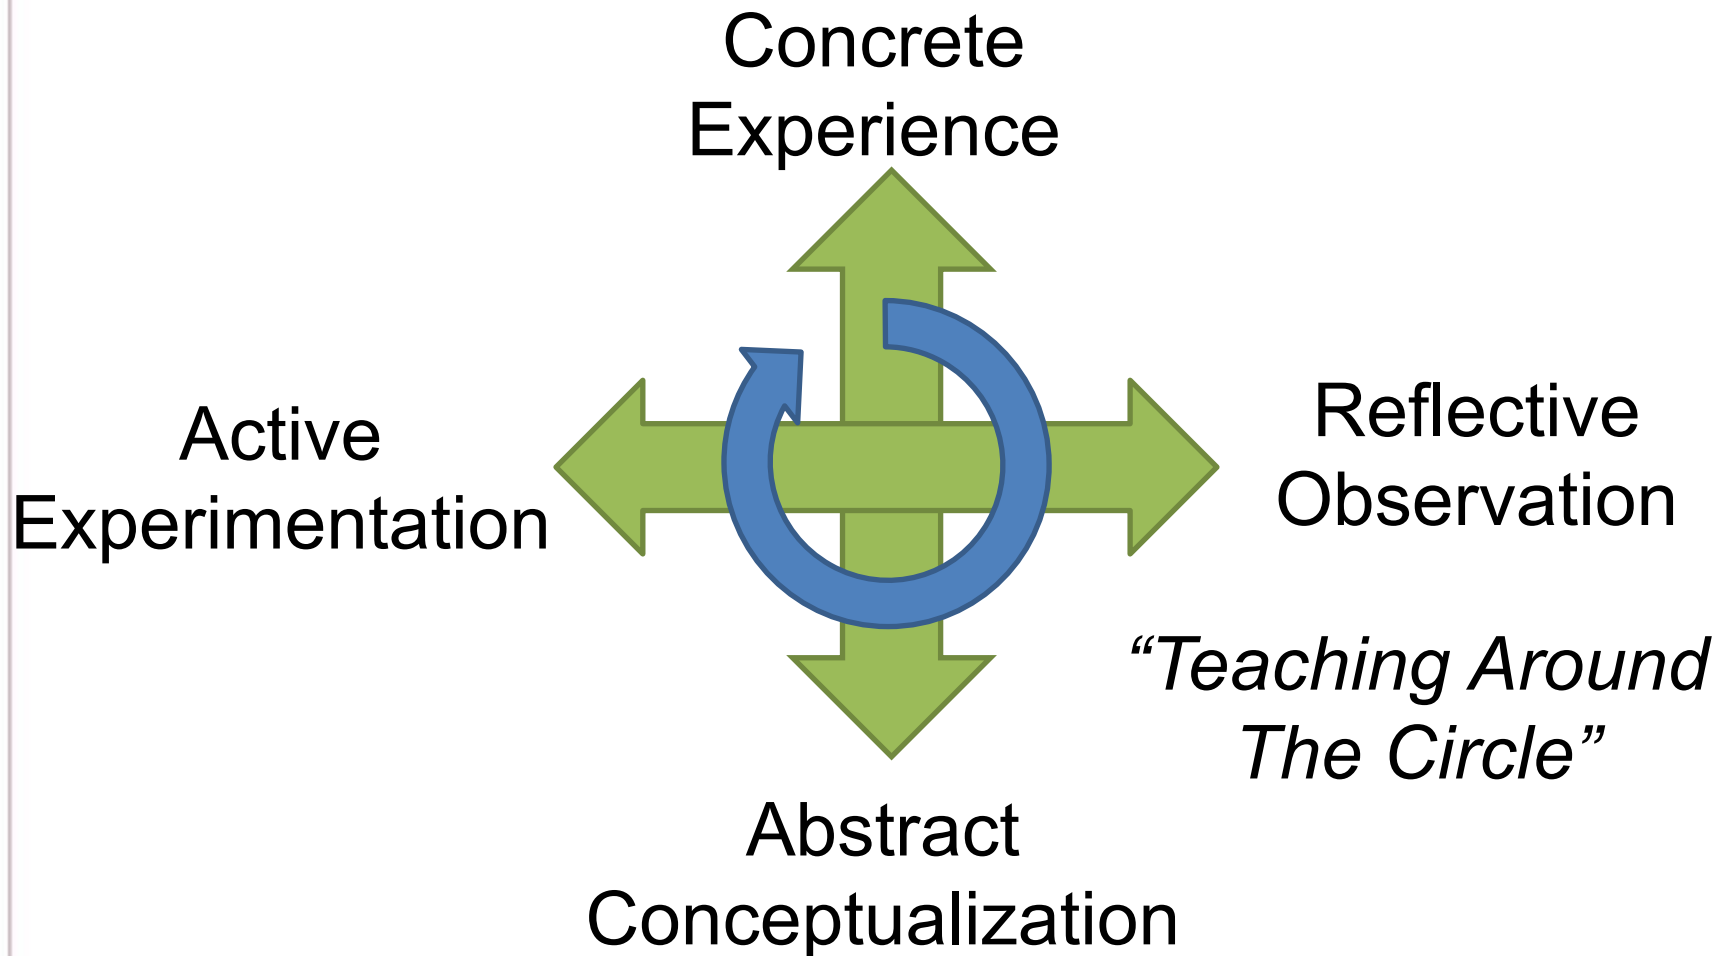 Concrete
Experience
Active
Experimentation
Reflective
Observation
“Teaching Around
The Circle”
Abstract
Conceptualization